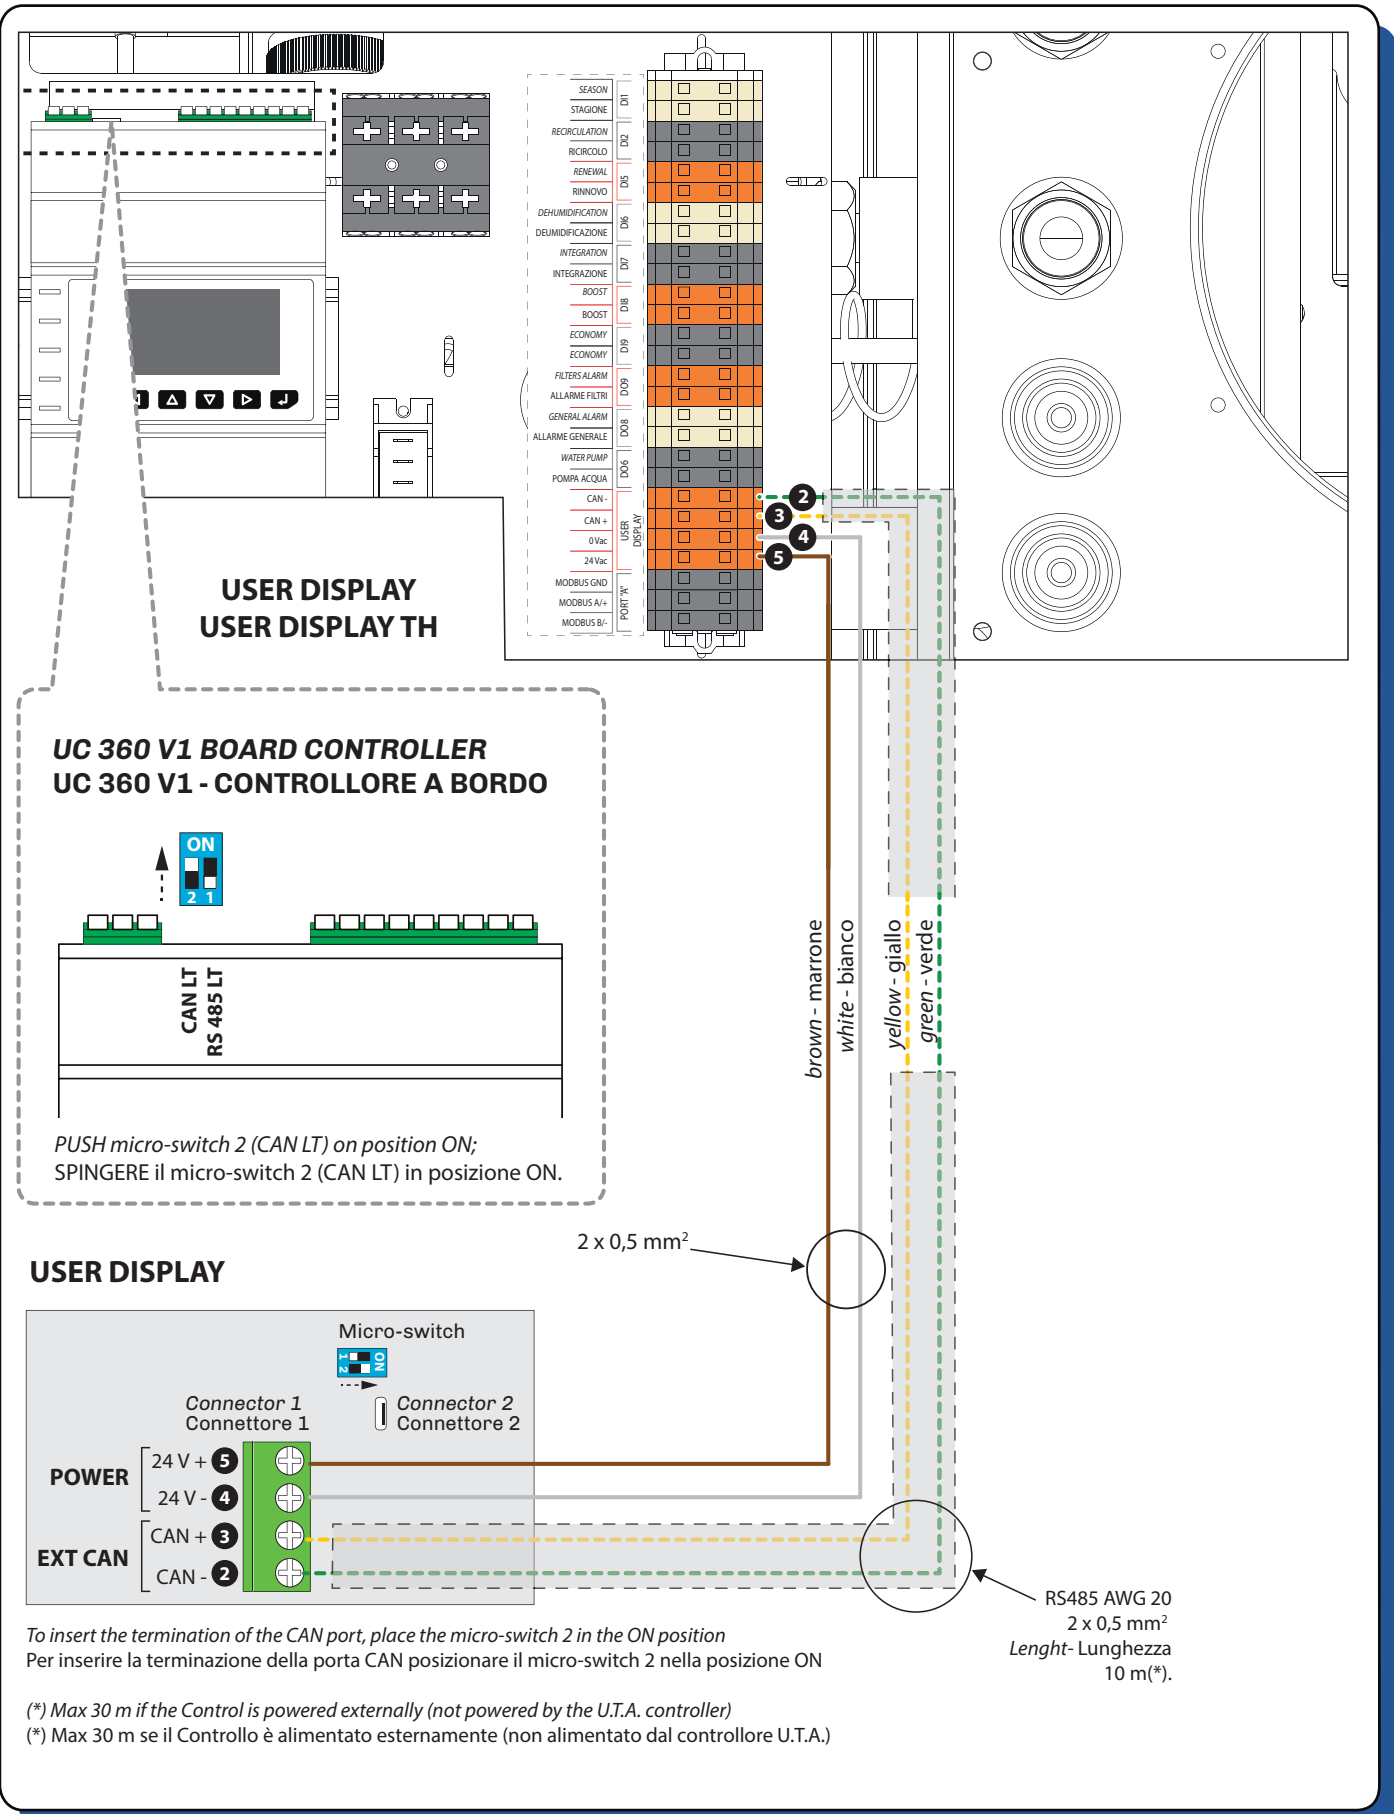 SEASON
STAGIONE
DI1
RECIRCULATION
RICIRCOLO
DI2
RENEWAL
RINNOVO
DI5
DEHUMIDIFICATION
DEUMIDIFICAZIONE
DI6
INTEGRATION
INTEGRAZIONE
DI7
BOOST
BOOST
DI8
ECONOMY
ECONOMY
DI9
FILTERS ALARM
ALLARME FILTRI
DO9
GENERAL ALARM
ALLARME GENERALE
DO8
WATER PUMP
POMPA ACQUA
DO6
CAN -
CAN +
0 Vac
24 Vac
USER
DISPLAY
MODBUS GND
MODBUS A/+
MODBUS B/-
PORT "A"
2
3
4
5
USER DISPLAY
USER DISPLAY TH
UC 360 V1 BOARD CONTROLLER
UC 360 V1 - CONTROLLORE A BORDO
ON
2 1
CAN LT
RS 485 LT
PUSH micro-switch 2 (CAN LT) on position ON;
SPINGERE il micro-switch 2 (CAN LT) in posizione ON.
brown - marrone
white - bianco
yellow - giallo
green - verde
2 x 0,5 mm²
USER DISPLAY
Micro-switch
ON
1 2
Connector 1
Connettore 1
Connector 2
Connettore 2
POWER
24 V + 5
24 V - 4
EXT CAN
CAN + 3
CAN - 2
RS485 AWG 20
2 x 0,5 mm²
Lenght- Lunghezza
10 m(*).
To insert the termination of the CAN port, place the micro-switch 2 in the ON position
Per inserire la terminazione della porta CAN posizionare il micro-switch 2 nella posizione ON
(*) Max 30 m if the Control is powered externally (not powered by the U.T.A. controller)
(*) Max 30 m se il Controllo è alimentato esternamente (non alimentato dal controllore U.T.A.)